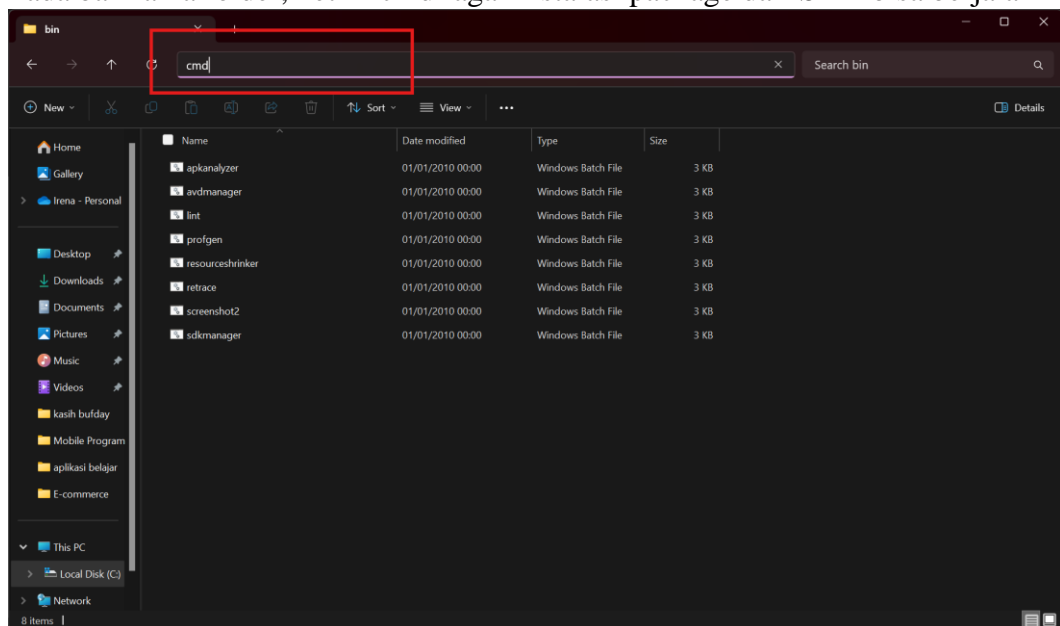 bin
cmd
Search bin
New
Sort
View
Details
Name Date modified Type Size
Home
Gallery
Irena - Personal
Desktop
Downloads
Documents
Pictures
Music
Videos
kasih bufday
Mobile Program
aplikasi belajar
E-commerce
This PC
Local Disk (C:)
Network
apkanalyzer 01/01/2010 00:00 Windows Batch File 3 KB
avdmanager 01/01/2010 00:00 Windows Batch File 3 KB
lint 01/01/2010 00:00 Windows Batch File 3 KB
profgen 01/01/2010 00:00 Windows Batch File 3 KB
resourceshrinker 01/01/2010 00:00 Windows Batch File 3 KB
retrace 01/01/2010 00:00 Windows Batch File 3 KB
screenshot2 01/01/2010 00:00 Windows Batch File 3 KB
sdkmanager 01/01/2010 00:00 Windows Batch File 3 KB
8 items